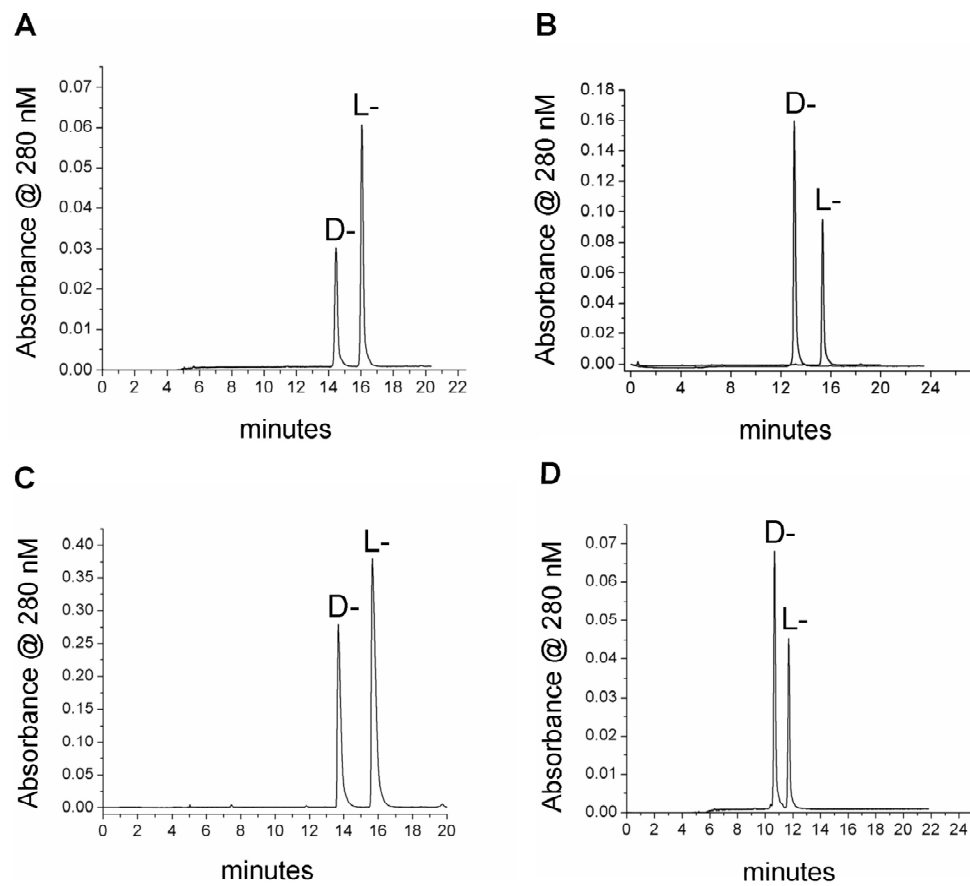 A
Absorbance @ 280 nM
0.07
0.06
0.05
0.04
0.03
0.02
0.01
0.00
D-
L-
0 2 4 6 8 10 12 14 16 18 20 22
minutes
B
Absorbance @ 280 nM
0.18
0.16
0.14
0.12
0.10
0.08
0.06
0.04
0.02
0.00
D-
L-
0 4 8 12 16 20 24
minutes
C
Absorbance @ 280 nM
0.40
0.35
0.30
0.25
0.20
0.15
0.10
0.05
0.00
D-
L-
0 2 4 6 8 10 12 14 16 18 20
minutes
D
Absorbance @ 280 nM
0.07
0.06
0.05
0.04
0.03
0.02
0.01
0.00
D-
L-
0 2 4 6 8 10 12 14 16 18 20 22 24
minutes